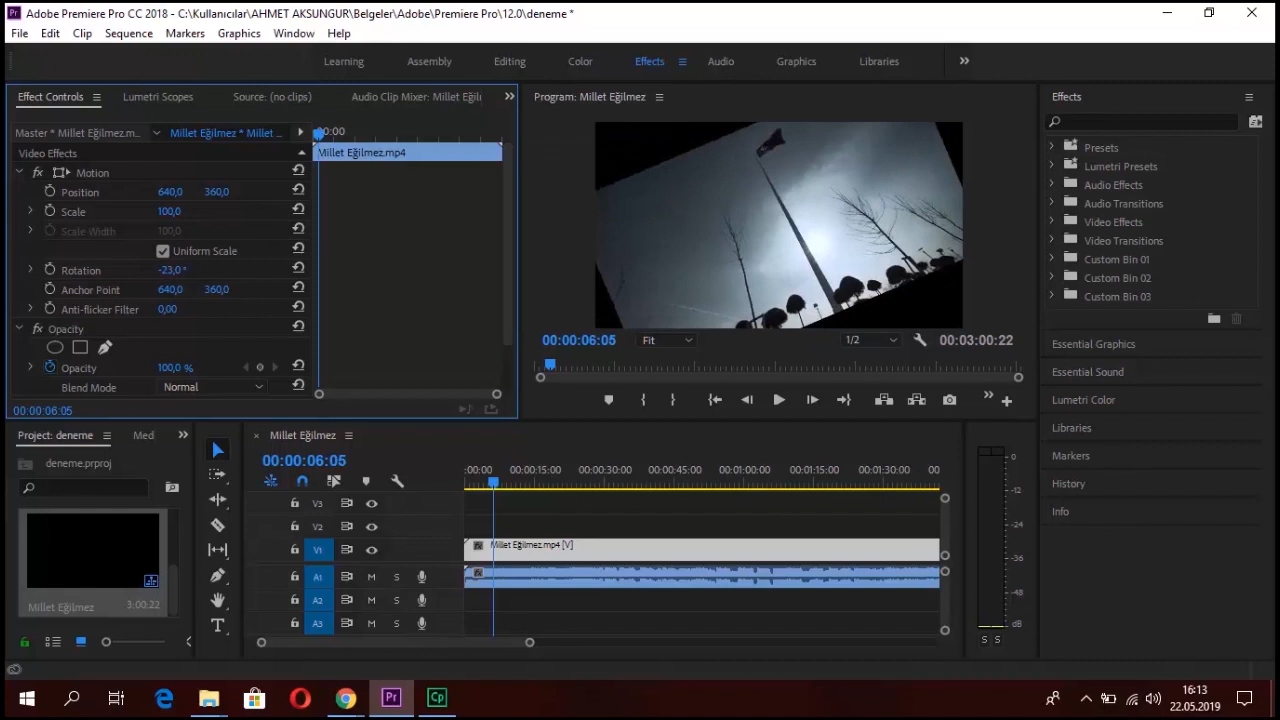 Adobe Premiere Pro CC 2018 - C:\Kullanıcılar\AHMET AKSUNGUR\Belgeler\Adobe\Premiere Pro\12.0\deneme *
File Edit Clip Sequence Markers Graphics Window Help
Learning Assembly Editing Color Effects Audio Graphics Libraries
Effect Controls Lumetri Scopes Source: (no clips) Audio Clip Mixer: Millet Eğil
Master * Millet Eğilmez.m... Millet Eğilmez * Millet ... :00:00
Video Effects Millet Eğilmez.mp4
fx Motion
Position 640,0 360,0
Scale 100,0
Scale Width 100,0
Uniform Scale
Rotation -23,0 °
Anchor Point 640,0 360,0
Anti-flicker Filter 0,00
fx Opacity
Opacity 100,0 %
Blend Mode Normal
00:00:06:05
Program: Millet Eğilmez
00:00:06:05 Fit 1/2 00:03:00:22
Effects
Presets
Lumetri Presets
Audio Effects
Audio Transitions
Video Effects
Video Transitions
Custom Bin 01
Custom Bin 02
Custom Bin 03
Essential Graphics
Essential Sound
Lumetri Color
Libraries
Markers
History
Info
Project: deneme Med
deneme.prproj
Millet Eğilmez 3:00:22
Millet Eğilmez
00:00:06:05
:00:00 00:00:15:00 00:00:30:00 00:00:45:00 00:01:00:00 00:01:15:00 00:01:30:00 00
V3
V2
V1 fx Millet Eğilmez.mp4 [V]
A1 M S fx
A2 M S
A3 M S
0
-12
-24
-36
-48
dB
S S
Pr Cp
16:13
22.05.2019